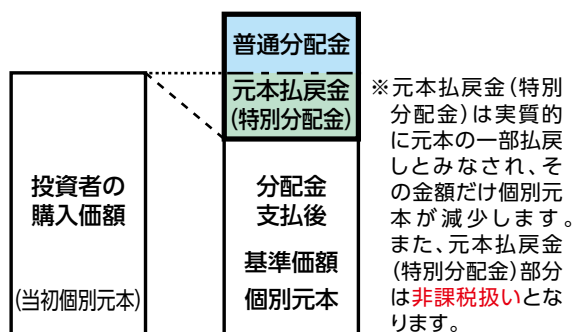 普通分配金
元本払戻金
(特別分配金)
投資者の
購入価額
(当初個別元本)
分配金
支払後
基準価額
個別元本
※元本払戻金(特別
分配金)は実質的
に元本の一部払戻
しとみなされ、そ
の金額だけ個別元
本が減少します。
また、元本払戻金
(特別分配金)部分
は非課税扱いとな
ります。